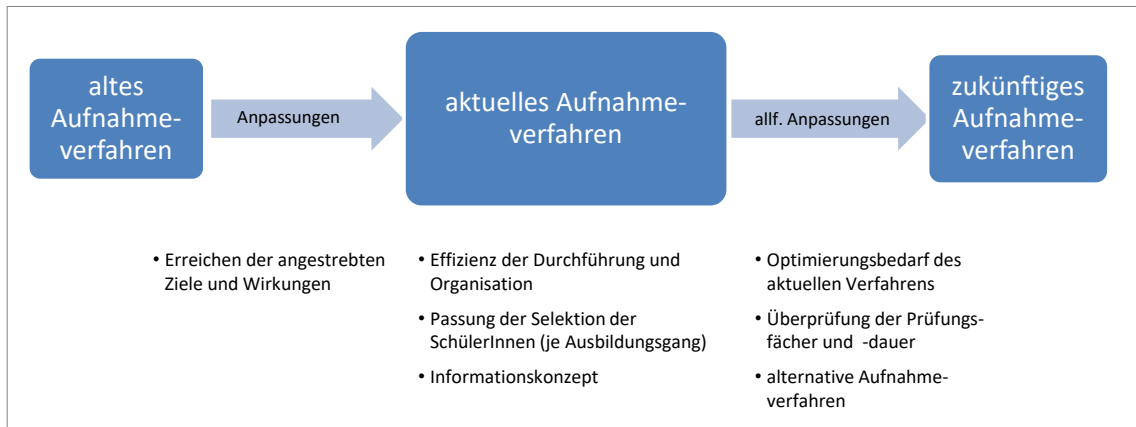 altes
Aufnahme-
verfahren
Anpassungen
aktuelles Aufnahme-
verfahren
allf. Anpassungen
zukünftiges
Aufnahme-
verfahren
• Erreichen der angestrebten
Ziele und Wirkungen
• Effizienz der Durchführung und
Organisation
• Passung der Selektion der
SchülerInnen (je Ausbildungsgang)
• Informationskonzept
• Optimierungsbedarf des
aktuellen Verfahrens
• Überprüfung der Prüfungs-
fächer und -dauer
• alternative Aufnahme-
verfahren